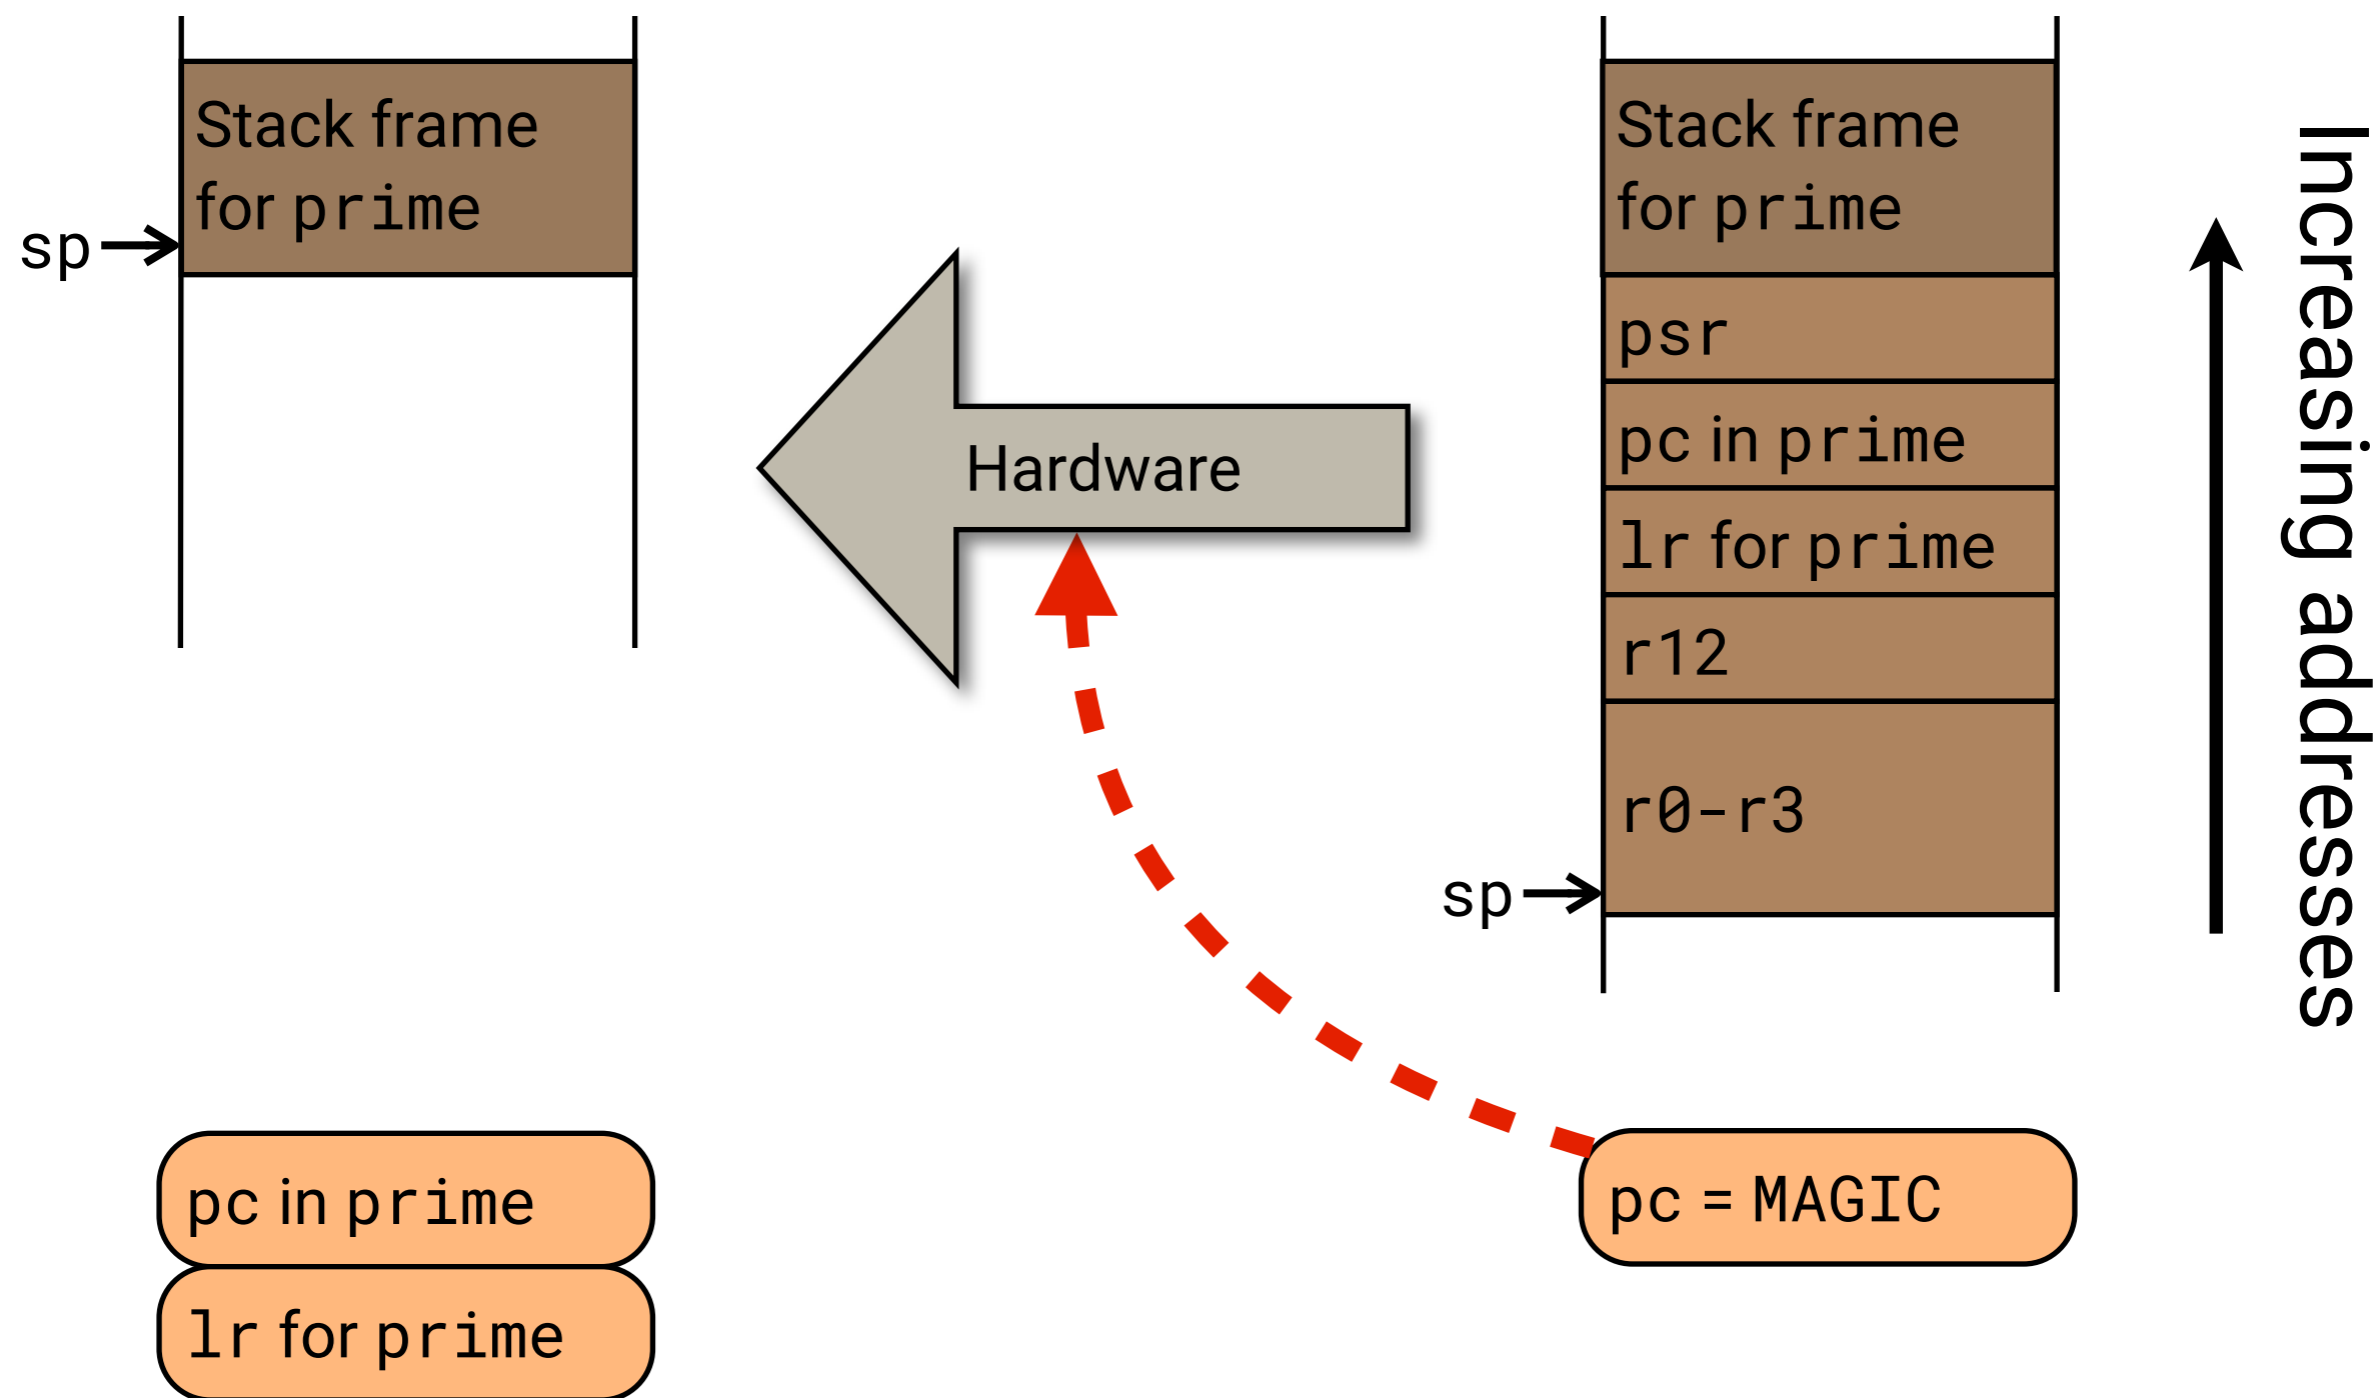 Stack frame
for prime
sp
Hardware
Stack frame
for prime
psr
pc in prime
lr for prime
r12
r0-r3
sp
Increasing addresses
pc in prime
lr for prime
pc = MAGIC